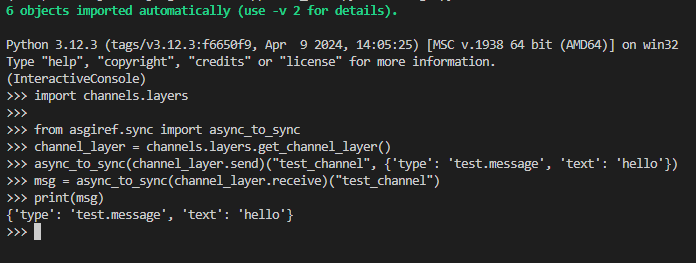 6 objects imported automatically (use -v 2 for details).
Python 3.12.3 (tags/v3.12.3:f6650f9, Apr  9 2024, 14:05:25) [MSC v.1938 64 bit (AMD64)] on win32
Type "help", "copyright", "credits" or "license" for more information.
(InteractiveConsole)
>>> import channels.layers
>>>
>>> from asgiref.sync import async_to_sync
>>> channel_layer = channels.layers.get_channel_layer()
>>> async_to_sync(channel_layer.send)("test_channel", {'type': 'test.message', 'text': 'hello'})
>>> msg = async_to_sync(channel_layer.receive)("test_channel")
>>> print(msg)
{'type': 'test.message', 'text': 'hello'}
>>>